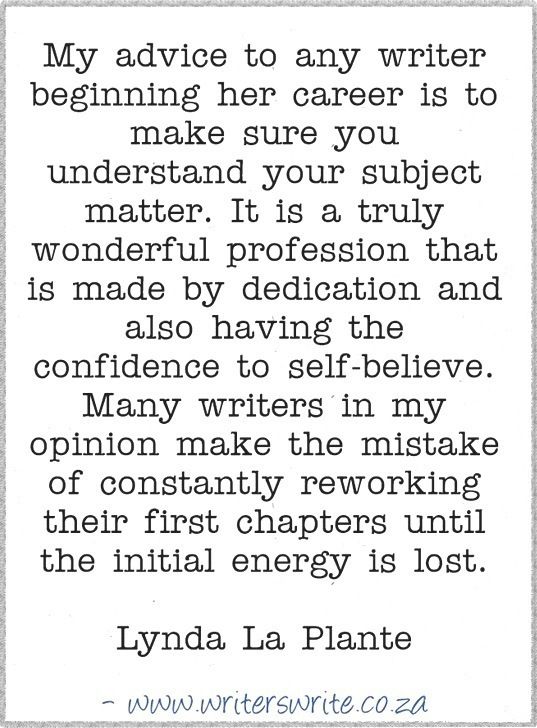 My advice to any writer
beginning her career is to
make sure you
understand your subject
matter. It is a truly
wonderful profession that
is made by dedication and
also having the
confidence to self-believe.
Many writers in my
opinion make the mistake
of constantly reworking
their first chapters until
the initial energy is lost.
Lynda La Plante
- www.writerswrite.co.za